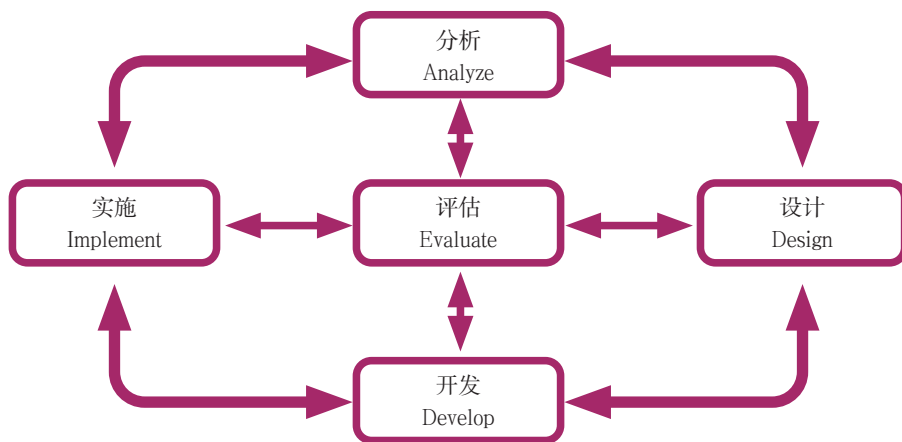 分析
Analyze
实施
Implement
评估
Evaluate
设计
Design
开发
Develop